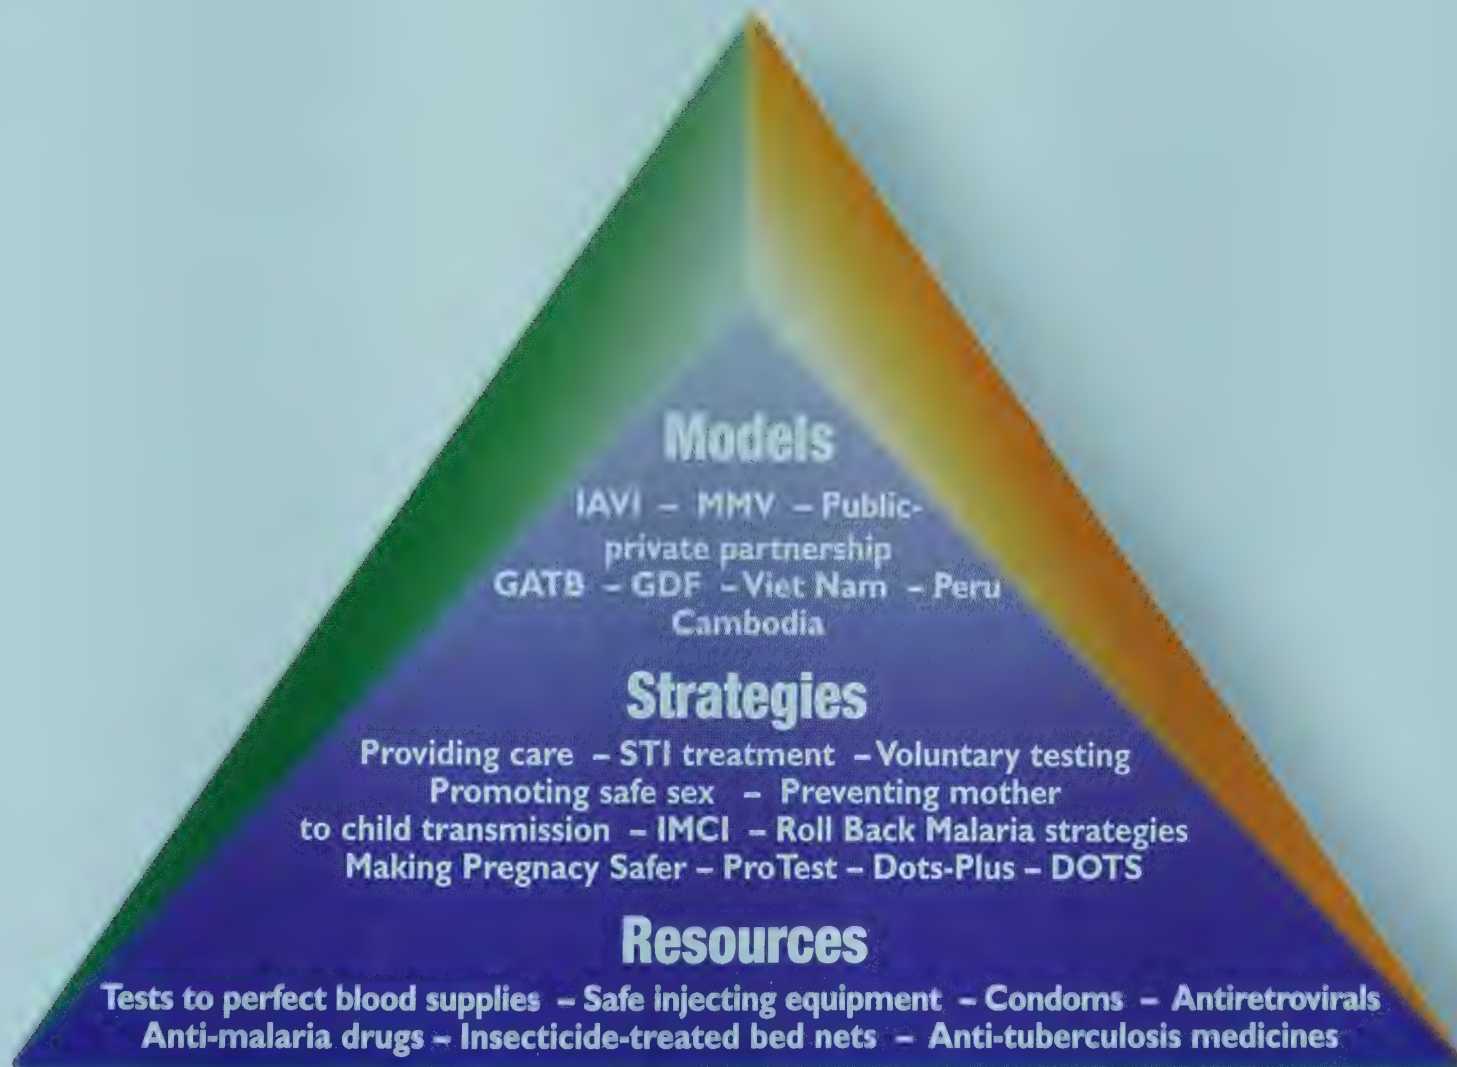 Models
IAVI – MMV – Public-
private partnership
GATB – GDF – Viet Nam – Peru
Cambodia
Strategies
Providing care – STI treatment – Voluntary testing
Promoting safe sex – Preventing mother
to child transmission – IMCI – Roll Back Malaria strategies
Making Pregnacy Safer – ProTest – Dots-Plus – DOTS
Resources
Tests to perfect blood supplies – Safe injecting equipment – Condoms – Antiretrovirals
Anti-malaria drugs – Insecticide-treated bed nets – Anti-tuberculosis medicines